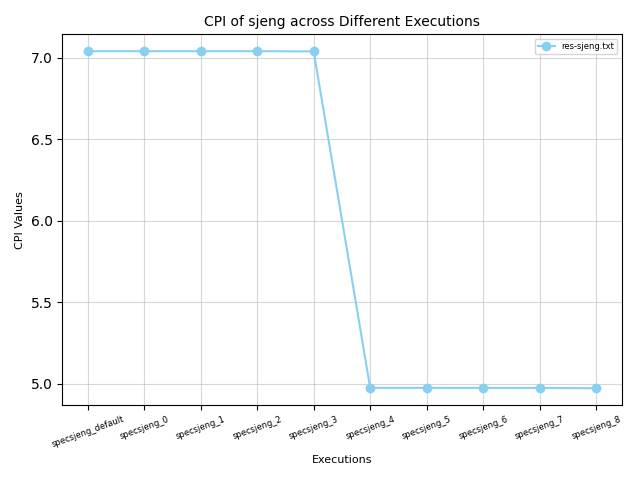 CPI of sjeng across Different Executions
res-sjeng.txt
7.0
6.5
6.0
5.5
5.0
CPI Values
specsjeng_default
specsjeng_0
specsjeng_1
specsjeng_2
specsjeng_3
specsjeng_4
specsjeng_5
specsjeng_6
specsjeng_7
specsjeng_8
Executions